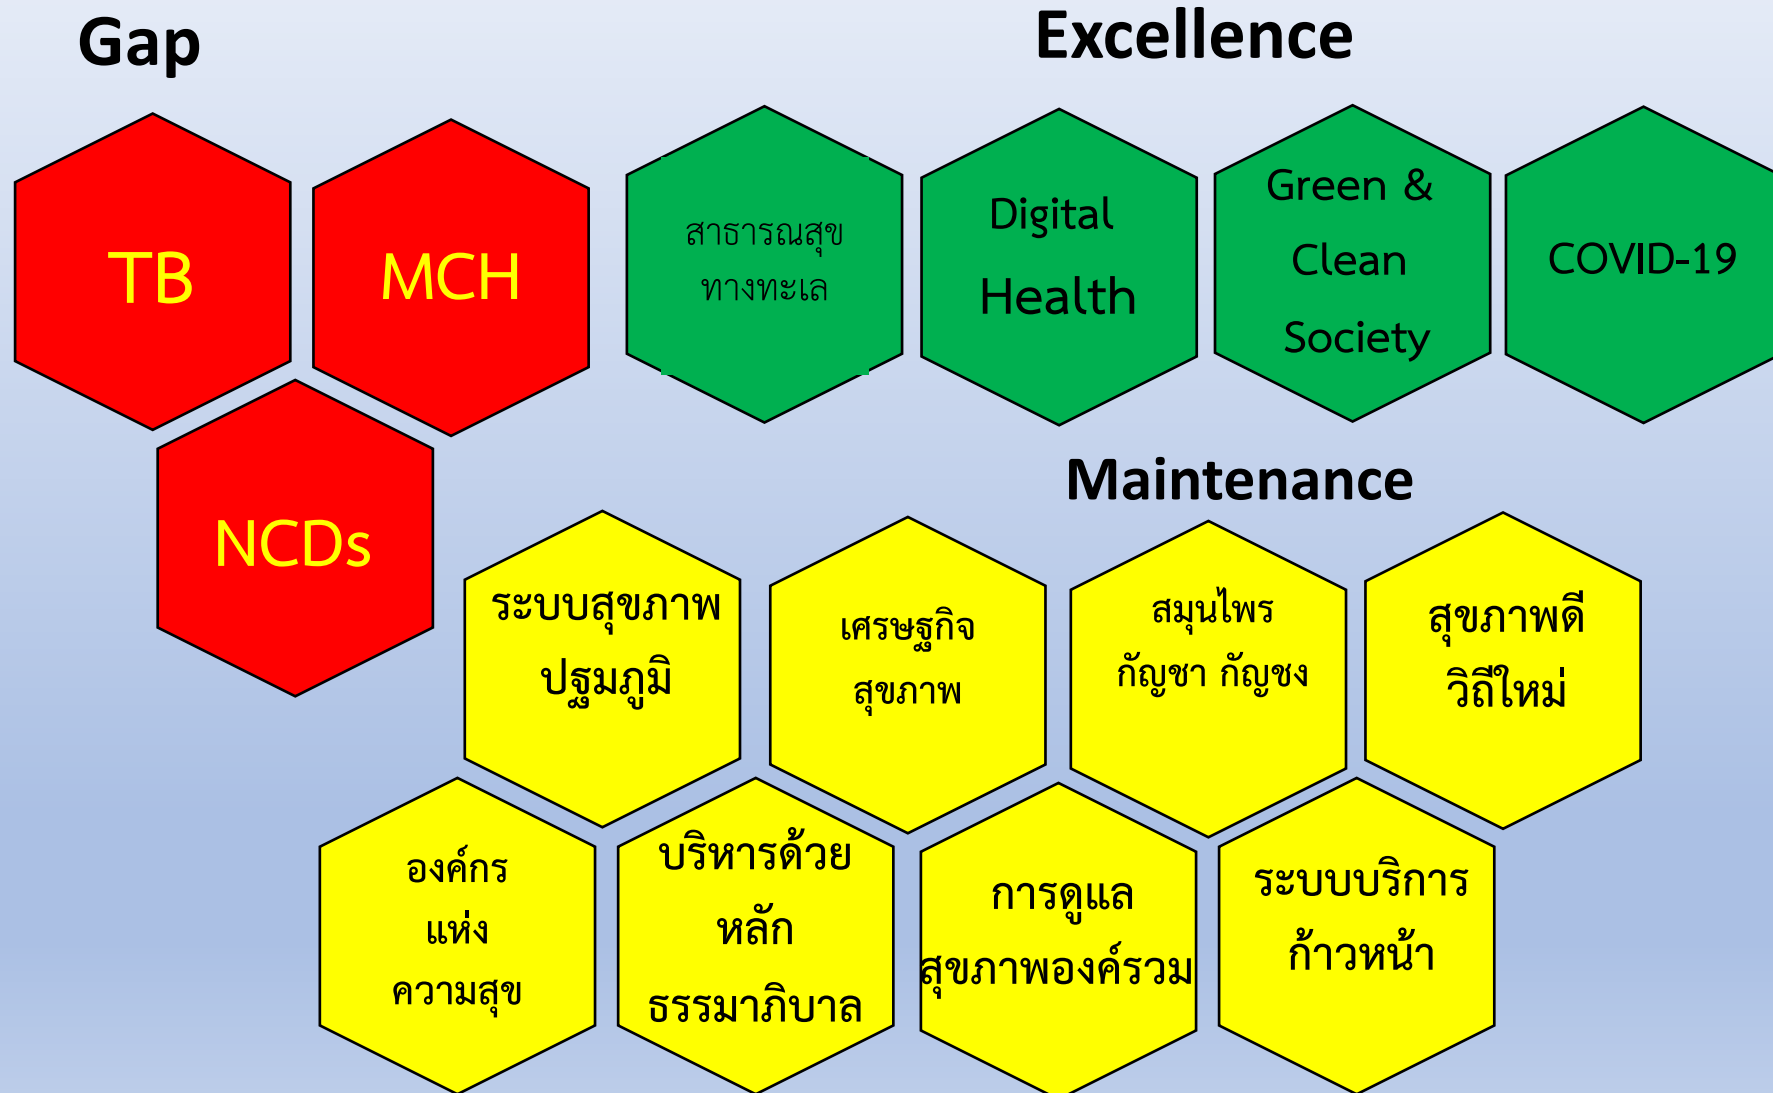 Gap
Excellence
TB
MCH
NCDs
สาธารณสุข
ทางทะเล
Digital
Health
Green &
Clean
Society
COVID-19
Maintenance
ระบบสุขภาพ
ปฐมภูมิ
เศรษฐกิจ
สุขภาพ
สมุนไพร
กัญชา กัญชง
สุขภาพดี
วิถีใหม่
องค์กร
แห่ง
ความสุข
บริหารด้วย
หลัก
ธรรมาภิบาล
การดูแล
สุขภาพองค์รวม
ระบบบริการ
ก้าวหน้า